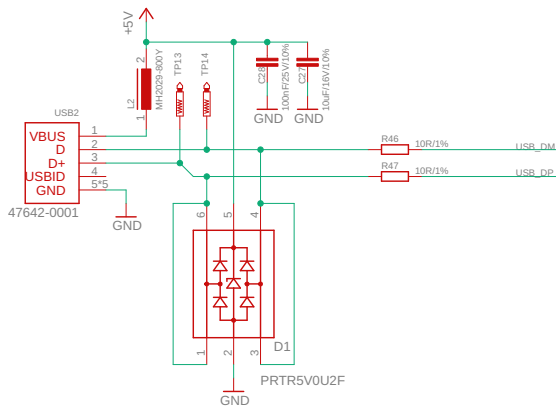 +5V
2
L2
1
MH2029-800Y
TP13
TP14
C28
100nF/25V/10%
C27
10uF/16V/10%
GND
GND
USB2
VBUS 1
D 2
D+ 3
USBID 4
GND 5*5
47642-0001
GND
R46
10R/1%
USB_DM
R47
10R/1%
USB_DP
6
5
4
1
2
3
D1
PRTR5V0U2F
GND